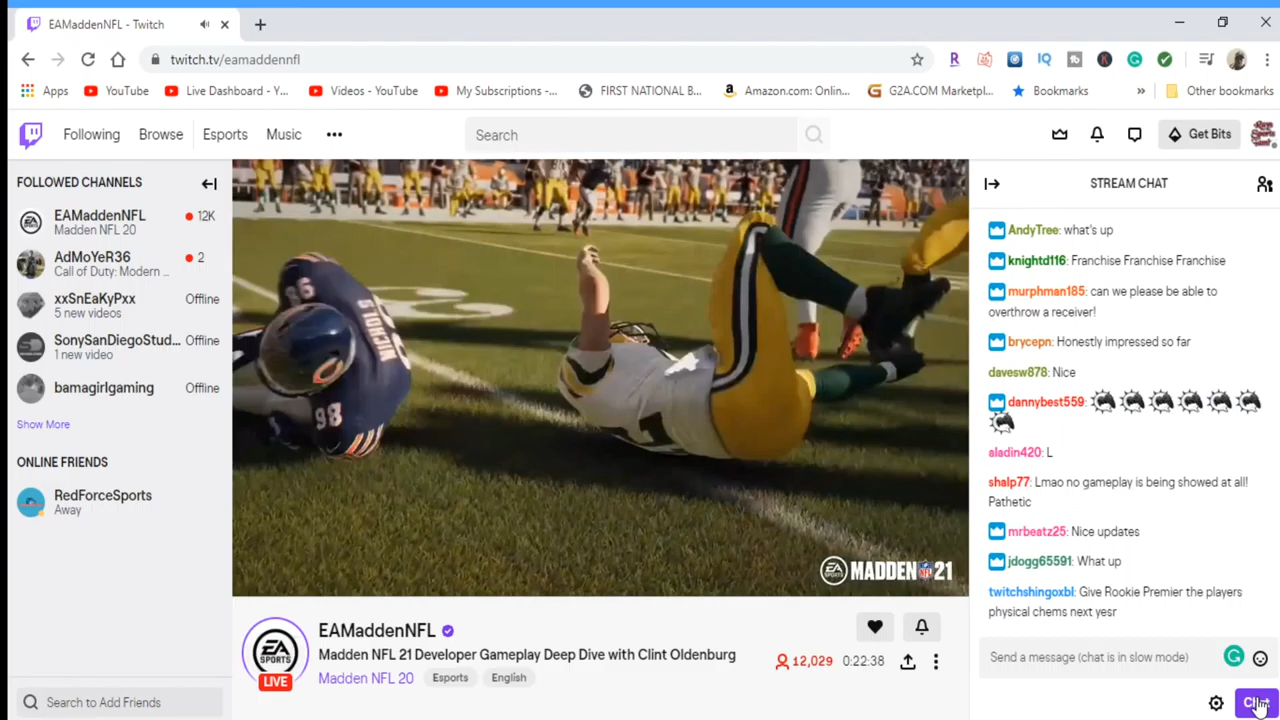 EAMaddenNFL - Twitch
twitch.tv/eamaddennfl
Apps YouTube Live Dashboard - Y... Videos - YouTube My Subscriptions -... FIRST NATIONAL B... Amazon.com: Onlin... G2A.COM Marketpl... Bookmarks » Other bookmarks
Following Browse Esports Music ••• Search Get Bits
FOLLOWED CHANNELS
EAMaddenNFL 12K
Madden NFL 20
AdMoYeR36 2
Call of Duty: Modern ...
xxSnEaKyPxx Offline
5 new videos
SonySanDiegoStud... Offline
1 new video
bamagirlgaming Offline
Show More
ONLINE FRIENDS
RedForceSports
Away
Search to Add Friends
NICHOLS
98
98
EA SPORTS MADDEN NFL 21
EA SPORTS
LIVE
EAMaddenNFL
Madden NFL 21 Developer Gameplay Deep Dive with Clint Oldenburg
Madden NFL 20 Esports English
12,029 0:22:38
STREAM CHAT
AndyTree: what's up
knightd116: Franchise Franchise Franchise
murphman185: can we please be able to
overthrow a receiver!
brycepn: Honestly impressed so far
davesw878: Nice
dannybest559:
aladin420: L
shalp77: Lmao no gameplay is being showed at all!
Pathetic
mrbeatz25: Nice updates
jdogg65591: What up
twitchshingoxbl: Give Rookie Premier the players
physical chems next yesr
Send a message (chat is in slow mode)